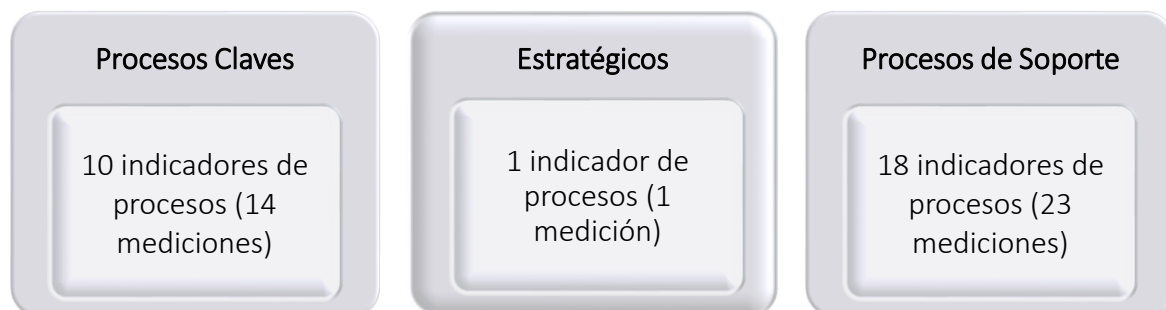 Procesos Claves
10 indicadores de
procesos (14
mediciones)
Estratégicos
1 indicador de
procesos (1
medición)
Procesos de Soporte
18 indicadores de
procesos (23
mediciones)